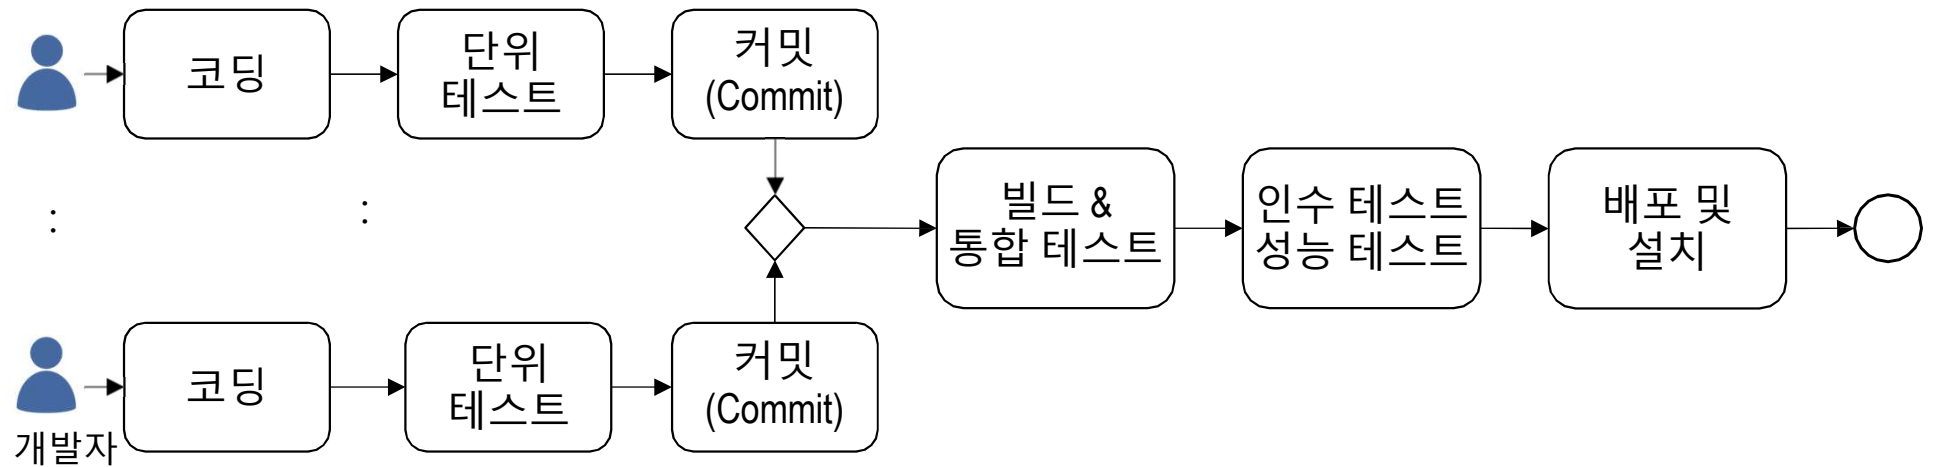 코딩
단위
테스트
커밋
(Commit)
:
:
빌드 &
통합 테스트
인수 테스트
성능 테스트
배포 및
설치
코딩
단위
테스트
커밋
(Commit)
개발자